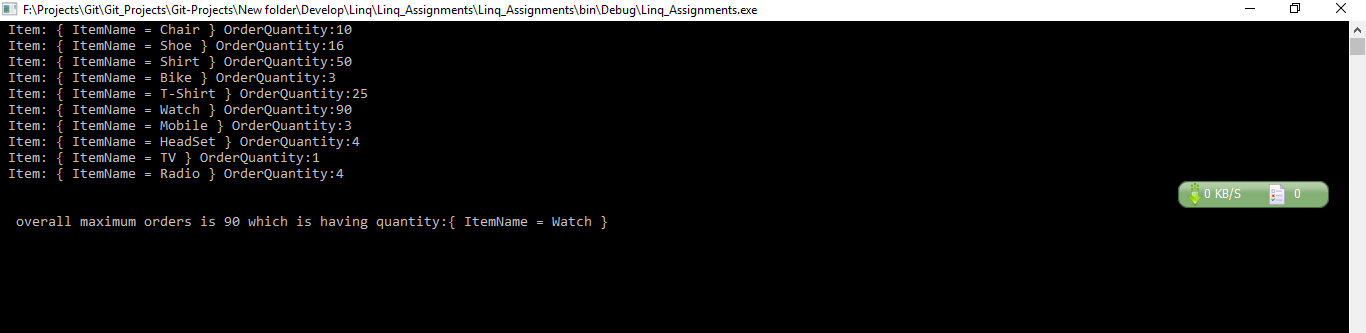 F:\Projects\Git\Git_Projects\Git-Projects\New folder\Develop\Linq\Linq_Assignments\Linq_Assignments\bin\Debug\Linq_Assignments.exe
Item: { ItemName = Chair } OrderQuantity:10
Item: { ItemName = Shoe } OrderQuantity:16
Item: { ItemName = Shirt } OrderQuantity:50
Item: { ItemName = Bike } OrderQuantity:3
Item: { ItemName = T-Shirt } OrderQuantity:25
Item: { ItemName = Watch } OrderQuantity:90
Item: { ItemName = Mobile } OrderQuantity:3
Item: { ItemName = HeadSet } OrderQuantity:4
Item: { ItemName = TV } OrderQuantity:1
Item: { ItemName = Radio } OrderQuantity:4
0 KB/S 0
overall maximum orders is 90 which is having quantity:{ ItemName = Watch }